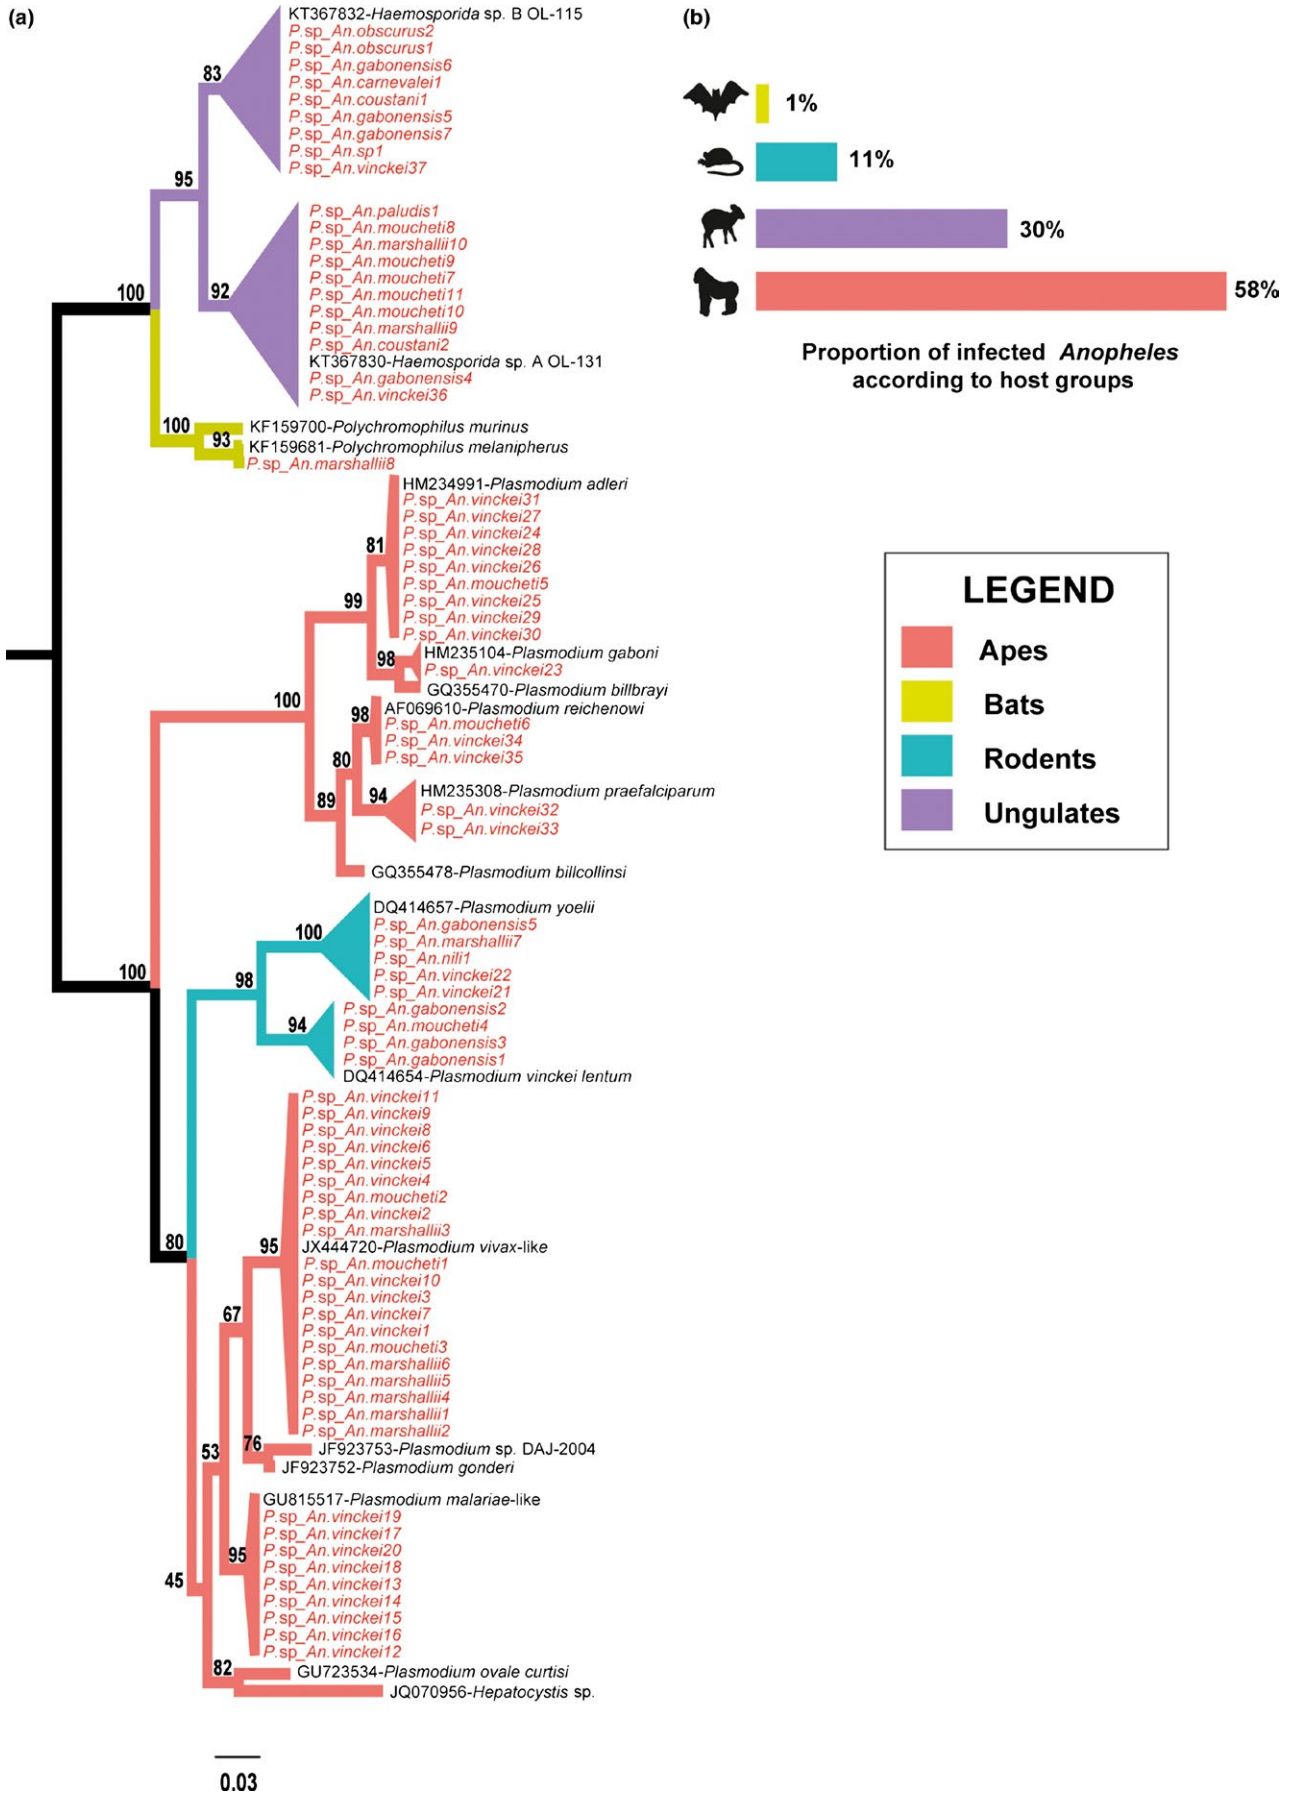 (a)
KT367832-Haemosporida sp. B OL-115
P.sp_An.obscurus2
P.sp_An.obscurus1
P.sp_An.gabonensis6
83
P.sp_An.carnevalei1
P.sp_An.coustani1
P.sp_An.gabonensis5
P.sp_An.gabonensis7
P.sp_An.sp1
P.sp_An.vinckei37
95
P.sp_An.paludis1
P.sp_An.moucheti8
P.sp_An.marshallii10
P.sp_An.moucheti9
P.sp_An.moucheti7
100
92
P.sp_An.moucheti11
P.sp_An.moucheti10
P.sp_An.marshallii9
P.sp_An.coustani2
KT367830-Haemosporida sp. A OL-131
P.sp_An.gabonensis4
P.sp_An.vinckei36
100
KF159700-Polychromophilus murinus
93
KF159681-Polychromophilus melanipherus
P.sp_An.marshallii8
HM234991-Plasmodium adleri
P.sp_An.vinckei31
P.sp_An.vinckei27
P.sp_An.vinckei24
81
P.sp_An.vinckei28
P.sp_An.vinckei26
P.sp_An.moucheti5
99
P.sp_An.vinckei25
P.sp_An.vinckei29
P.sp_An.vinckei30
98
HM235104-Plasmodium gaboni
P.sp_An.vinckei23
GQ355470-Plasmodium billbrayi
100
98
AF069610-Plasmodium reichenowi
P.sp_An.moucheti6
P.sp_An.vinckei34
P.sp_An.vinckei35
80
89
94
HM235308-Plasmodium praefalciparum
P.sp_An.vinckei32
P.sp_An.vinckei33
GQ355478-Plasmodium billcollinsi
100
DQ414657-Plasmodium yoelii
P.sp_An.gabonensis5
100
P.sp_An.marshallii7
P.sp_An.nili1
P.sp_An.vinckei22
98
P.sp_An.vinckei21
P.sp_An.gabonensis2
94
P.sp_An.moucheti4
P.sp_An.gabonensis3
P.sp_An.gabonensis1
DQ414654-Plasmodium vinckei lentum
80
P.sp_An.vinckei11
P.sp_An.vinckei9
P.sp_An.vinckei8
P.sp_An.vinckei6
P.sp_An.vinckei5
P.sp_An.vinckei4
P.sp_An.moucheti2
P.sp_An.vinckei2
P.sp_An.marshallii3
95
JX444720-Plasmodium vivax-like
P.sp_An.moucheti1
P.sp_An.vinckei10
P.sp_An.vinckei3
67
P.sp_An.vinckei7
P.sp_An.vinckei1
P.sp_An.moucheti3
P.sp_An.marshallii6
P.sp_An.marshallii5
P.sp_An.marshallii4
P.sp_An.marshallii1
P.sp_An.marshallii2
53
76
JF923753-Plasmodium sp. DAJ-2004
JF923752-Plasmodium gonderi
GU815517-Plasmodium malariae-like
P.sp_An.vinckei19
P.sp_An.vinckei17
95
P.sp_An.vinckei20
P.sp_An.vinckei18
45
P.sp_An.vinckei13
P.sp_An.vinckei14
P.sp_An.vinckei15
P.sp_An.vinckei16
P.sp_An.vinckei12
82
GU723534-Plasmodium ovale curtisi
JQ070956-Hepatocystis sp.
0.03
(b)
1%
11%
30%
58%
Proportion of infected Anopheles
according to host groups
LEGEND
Apes
Bats
Rodents
Ungulates